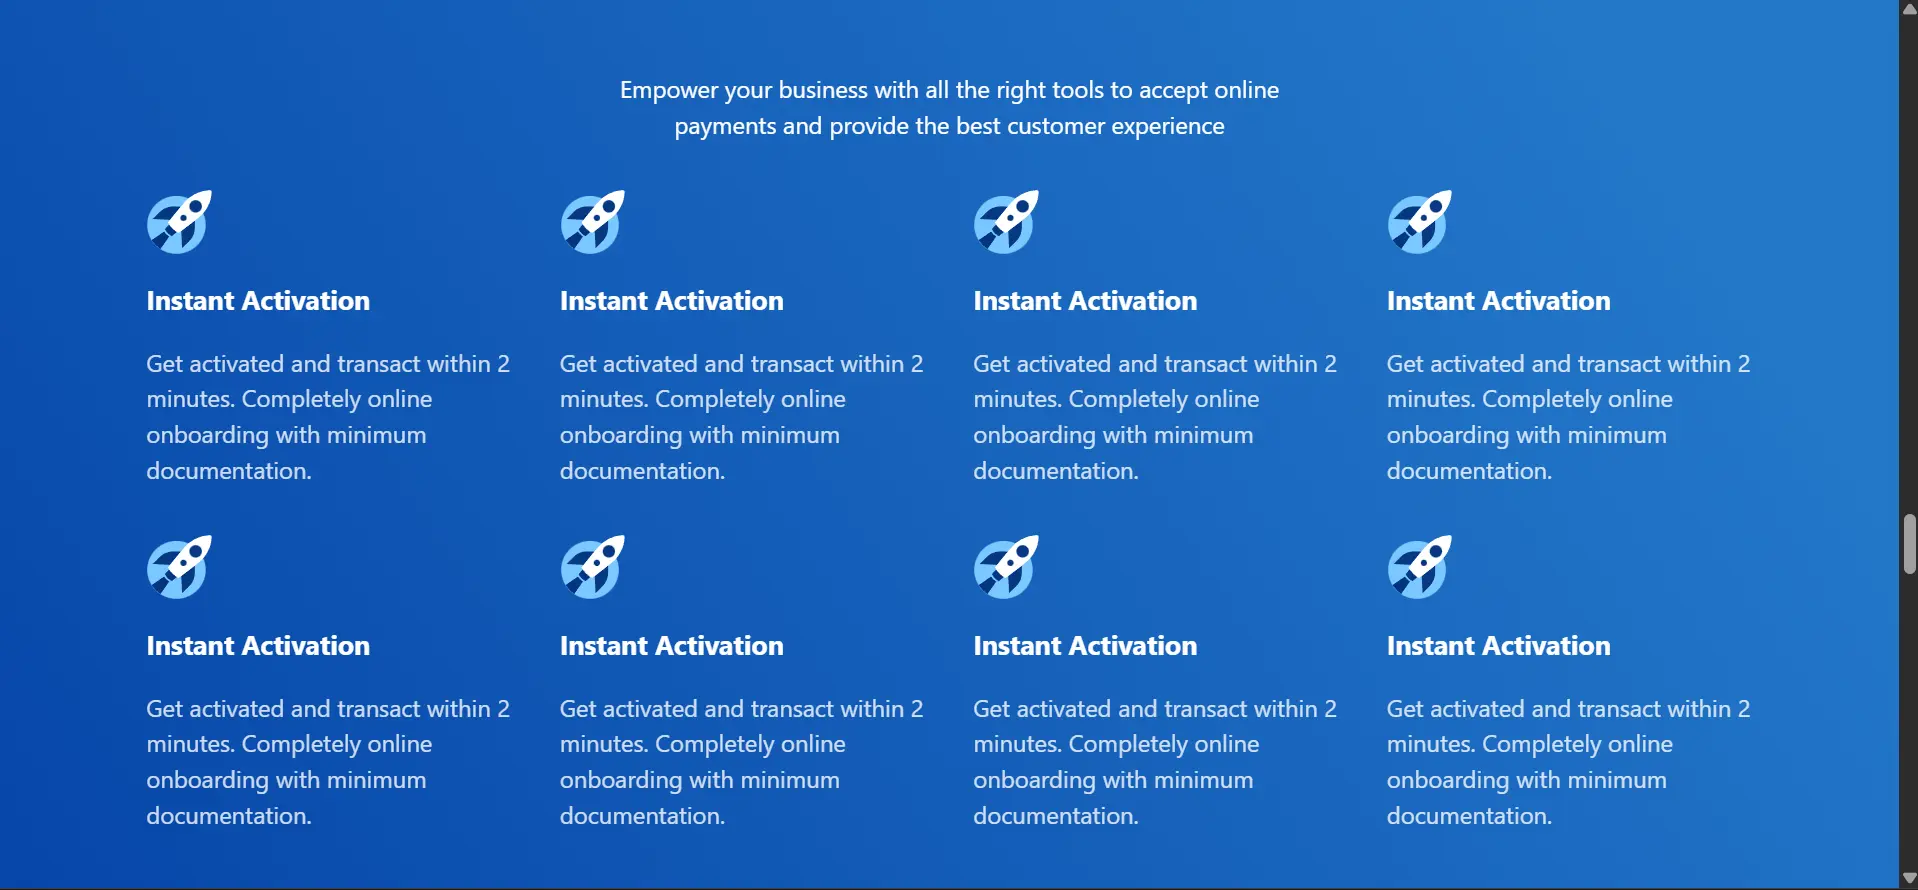 Empower your business with all the right tools to accept online
payments and provide the best customer experience
Instant Activation
Get activated and transact within 2
minutes. Completely online
onboarding with minimum
documentation.
Instant Activation
Get activated and transact within 2
minutes. Completely online
onboarding with minimum
documentation.
Instant Activation
Get activated and transact within 2
minutes. Completely online
onboarding with minimum
documentation.
Instant Activation
Get activated and transact within 2
minutes. Completely online
onboarding with minimum
documentation.
Instant Activation
Get activated and transact within 2
minutes. Completely online
onboarding with minimum
documentation.
Instant Activation
Get activated and transact within 2
minutes. Completely online
onboarding with minimum
documentation.
Instant Activation
Get activated and transact within 2
minutes. Completely online
onboarding with minimum
documentation.
Instant Activation
Get activated and transact within 2
minutes. Completely online
onboarding with minimum
documentation.